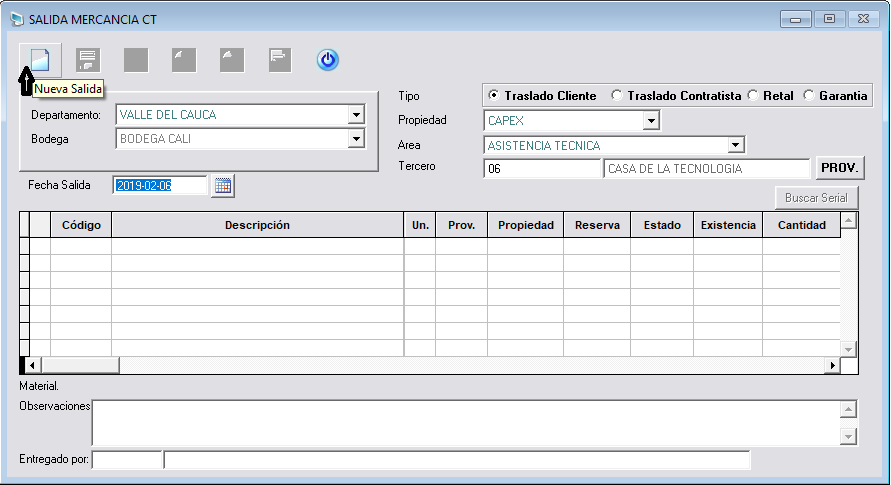 SALIDA MERCANCIA CT
Nueva Salida
Departamento: VALLE DEL CAUCA
Bodega BODEGA CALI
Fecha Salida 2019-02-06
Tipo Traslado Cliente Traslado Contratista Retal Garantia
Propiedad CAPEX
Area ASISTENCIA TECNICA
Tercero 06 CASA DE LA TECNOLOGIA PROV.
Buscar Serial
Código Descripción Un. Prov. Propiedad Reserva Estado Existencia Cantidad
Material.
Observaciones
Entregado por: